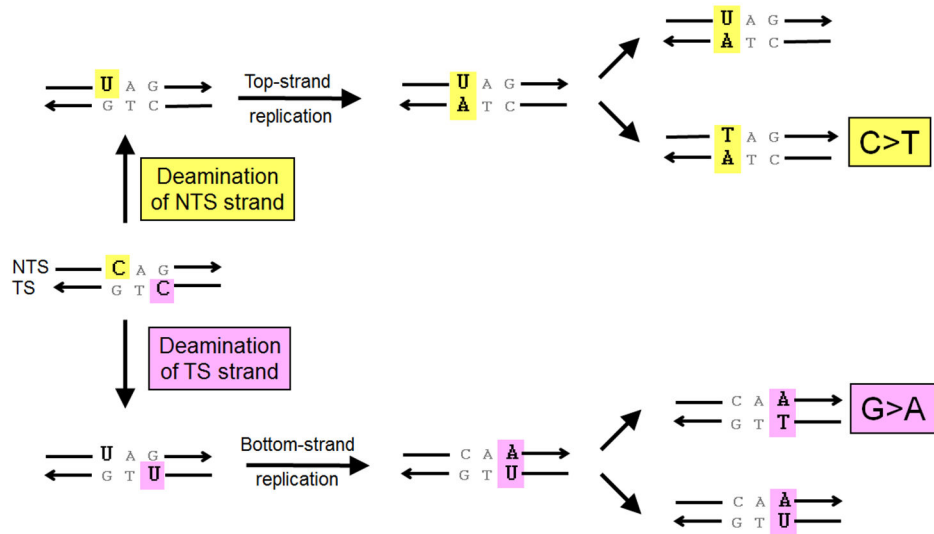 U A G
A T C
U A G
G T C
Top-strand
replication
U A G
A T C
T A G
A T C
C>T
Deamination
of NTS strand
NTS
C A G
TS
G T C
Deamination
of TS strand
C A A
G T T
G>A
U A G
G T U
Bottom-strand
replication
C A A
G T U
C A A
G T U